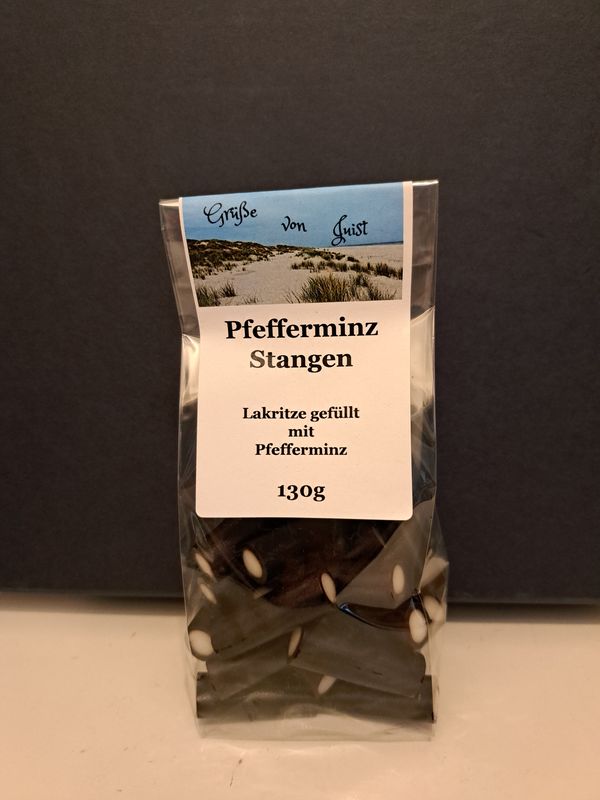 Grüße von Juist
Pfefferminz
Stangen
Lakritze gefüllt
mit
Pfefferminz
130g